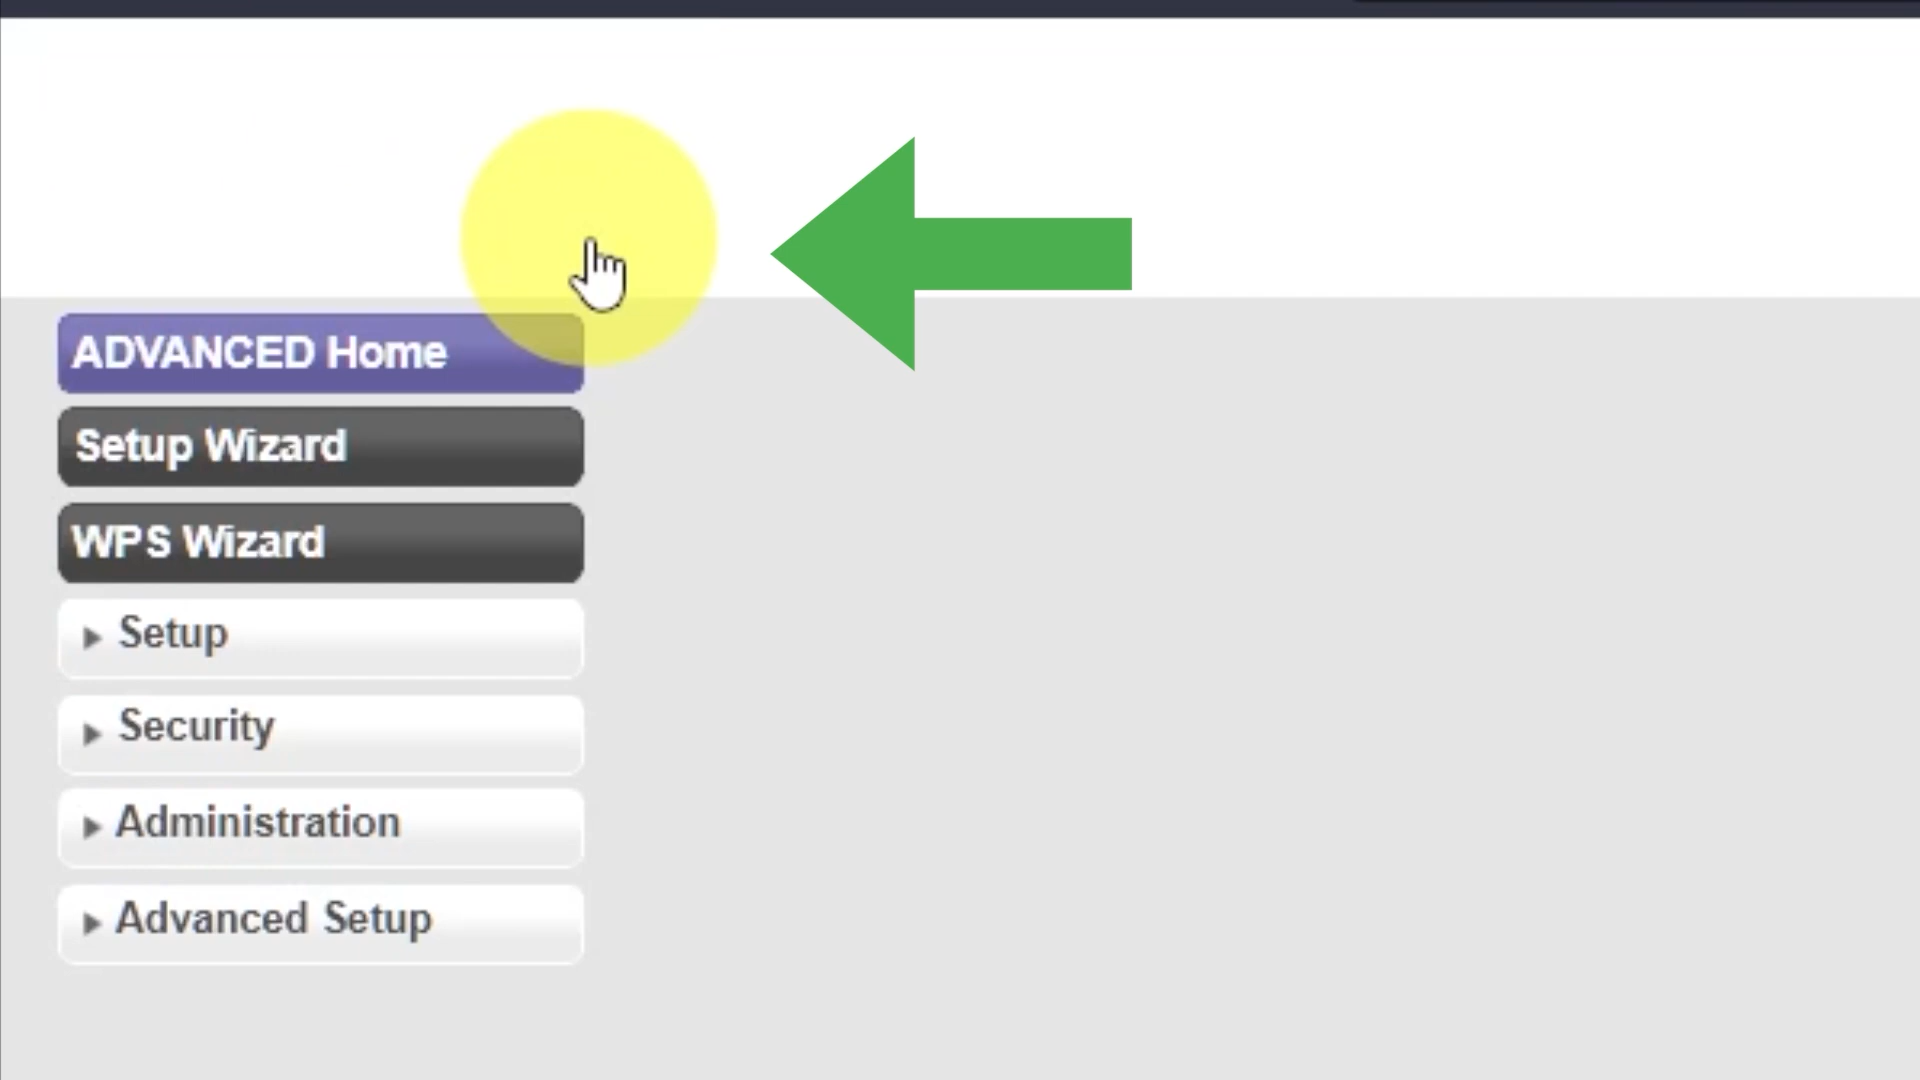 ADVANCED Home
Setup Wizard
WPS Wizard
Setup
Security
Administration
Advanced Setup